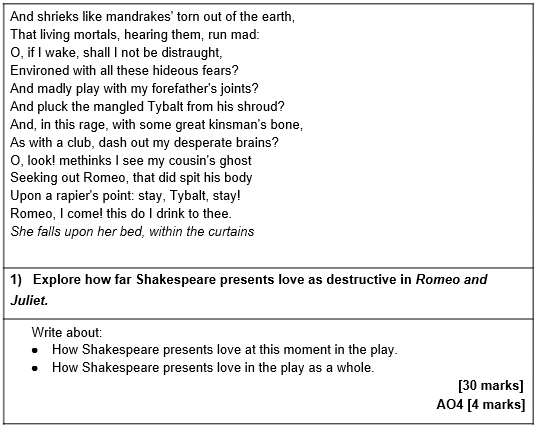 And shrieks like mandrakes' torn out of the earth,
That living mortals, hearing them, run mad:
O, if I wake, shall I not be distraught,
Environed with all these hideous fears?
And madly play with my forefather's joints?
And pluck the mangled Tybalt from his shroud?
And, in this rage, with some great kinsman's bone,
As with a club, dash out my desperate brains?
O, look! methinks I see my cousin's ghost
Seeking out Romeo, that did spit his body
Upon a rapier's point: stay, Tybalt, stay!
Romeo, I come! this do I drink to thee.
She falls upon her bed, within the curtains
1) Explore how far Shakespeare presents love as destructive in Romeo and
Juliet.
Write about:
• How Shakespeare presents love at this moment in the play.
• How Shakespeare presents love in the play as a whole.
[30 marks]
AO4 [4 marks]